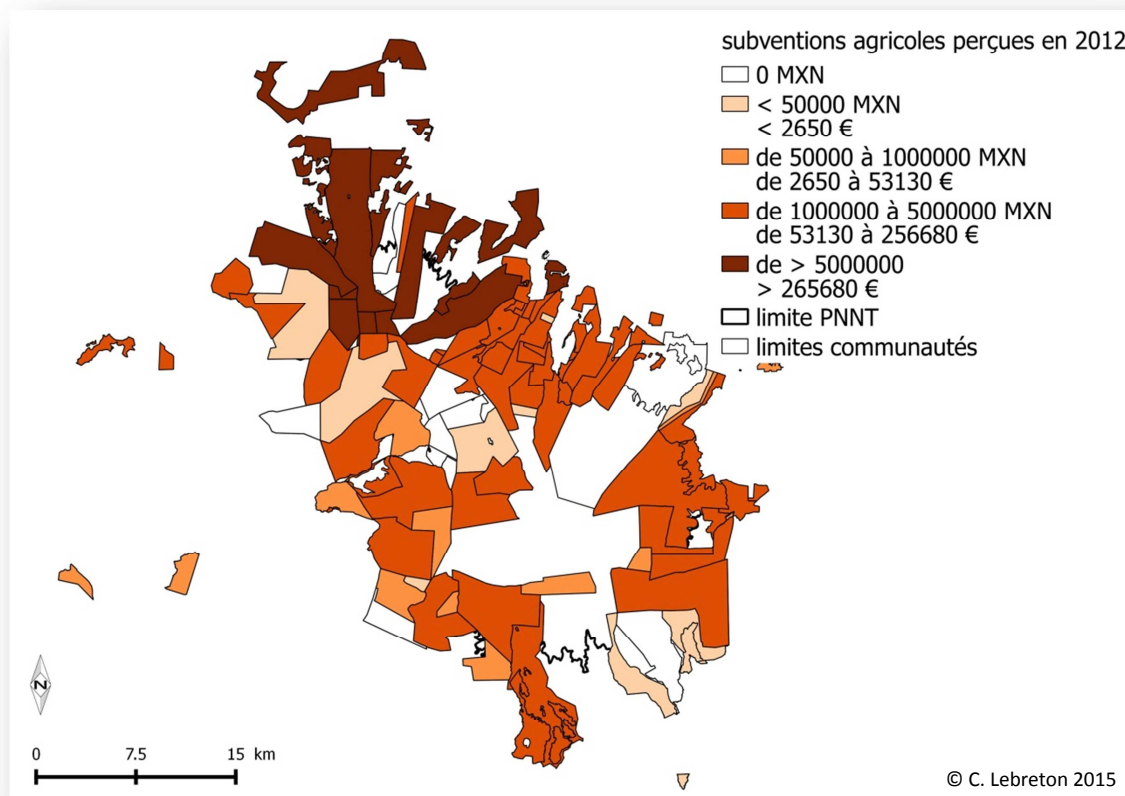 subventions agricoles perçues en 2012
0 MXN
< 50000 MXN
< 2650 €
de 50000 à 1000000 MXN
de 2650 à 53130 €
de 1000000 à 5000000 MXN
de 53130 à 256680 €
de > 5000000
> 265680 €
limite PNNT
limites communautés
N
0 7.5 15 km
© C. Lebreton 2015